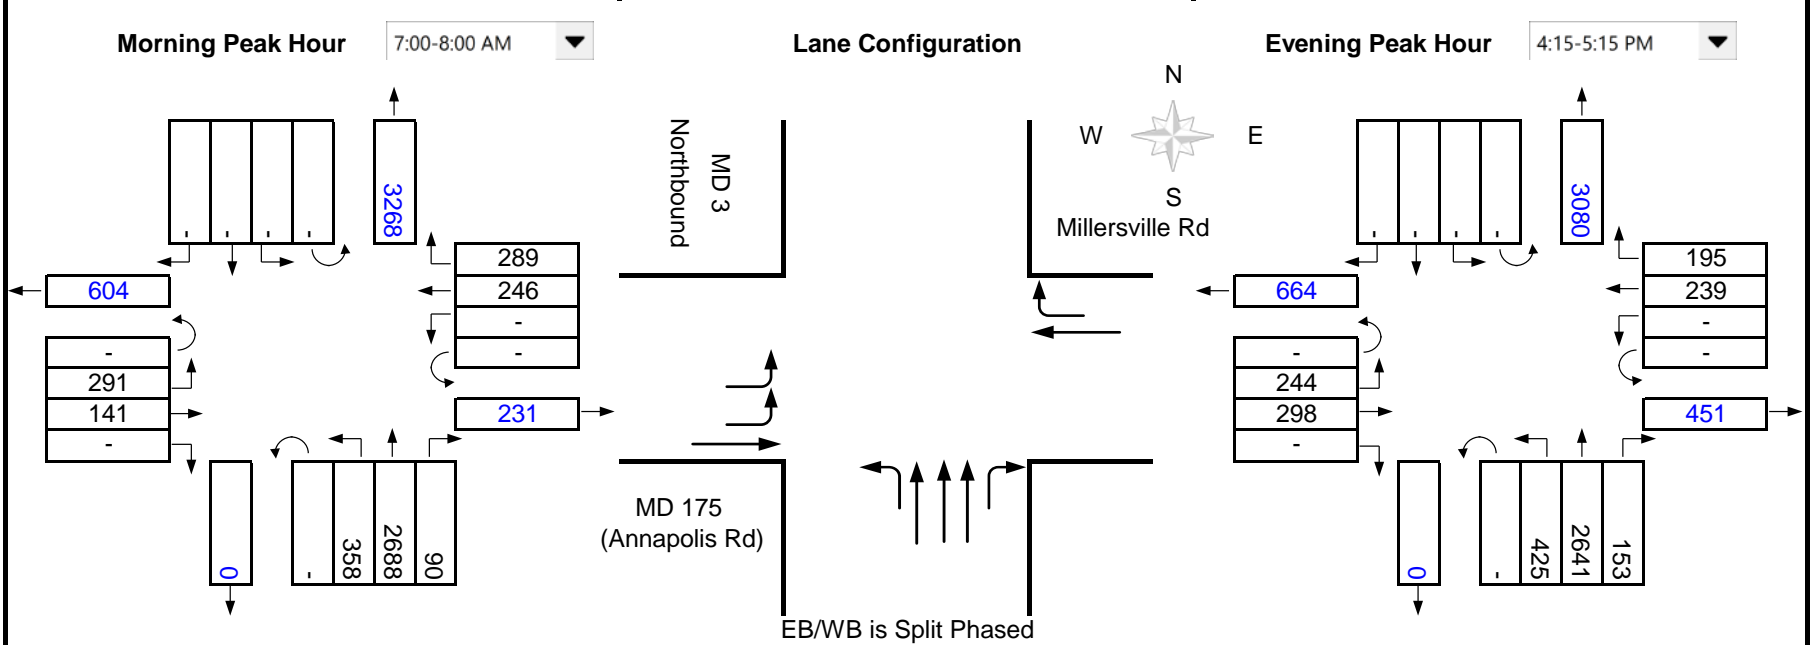 Morning Peak Hour
7:00-8:00 AM
-
-
-
-
3268
289
246
-
-
604
-
291
141
-
231
0
-
358
2688
90
Lane Configuration
MD 3
Northbound
N
W
E
S
Millersville Rd
MD 175
(Annapolis Rd)
EB/WB is Split Phased
Evening Peak Hour
4:15-5:15 PM
-
-
-
-
3080
195
239
-
-
664
-
244
298
-
451
0
-
425
2641
153